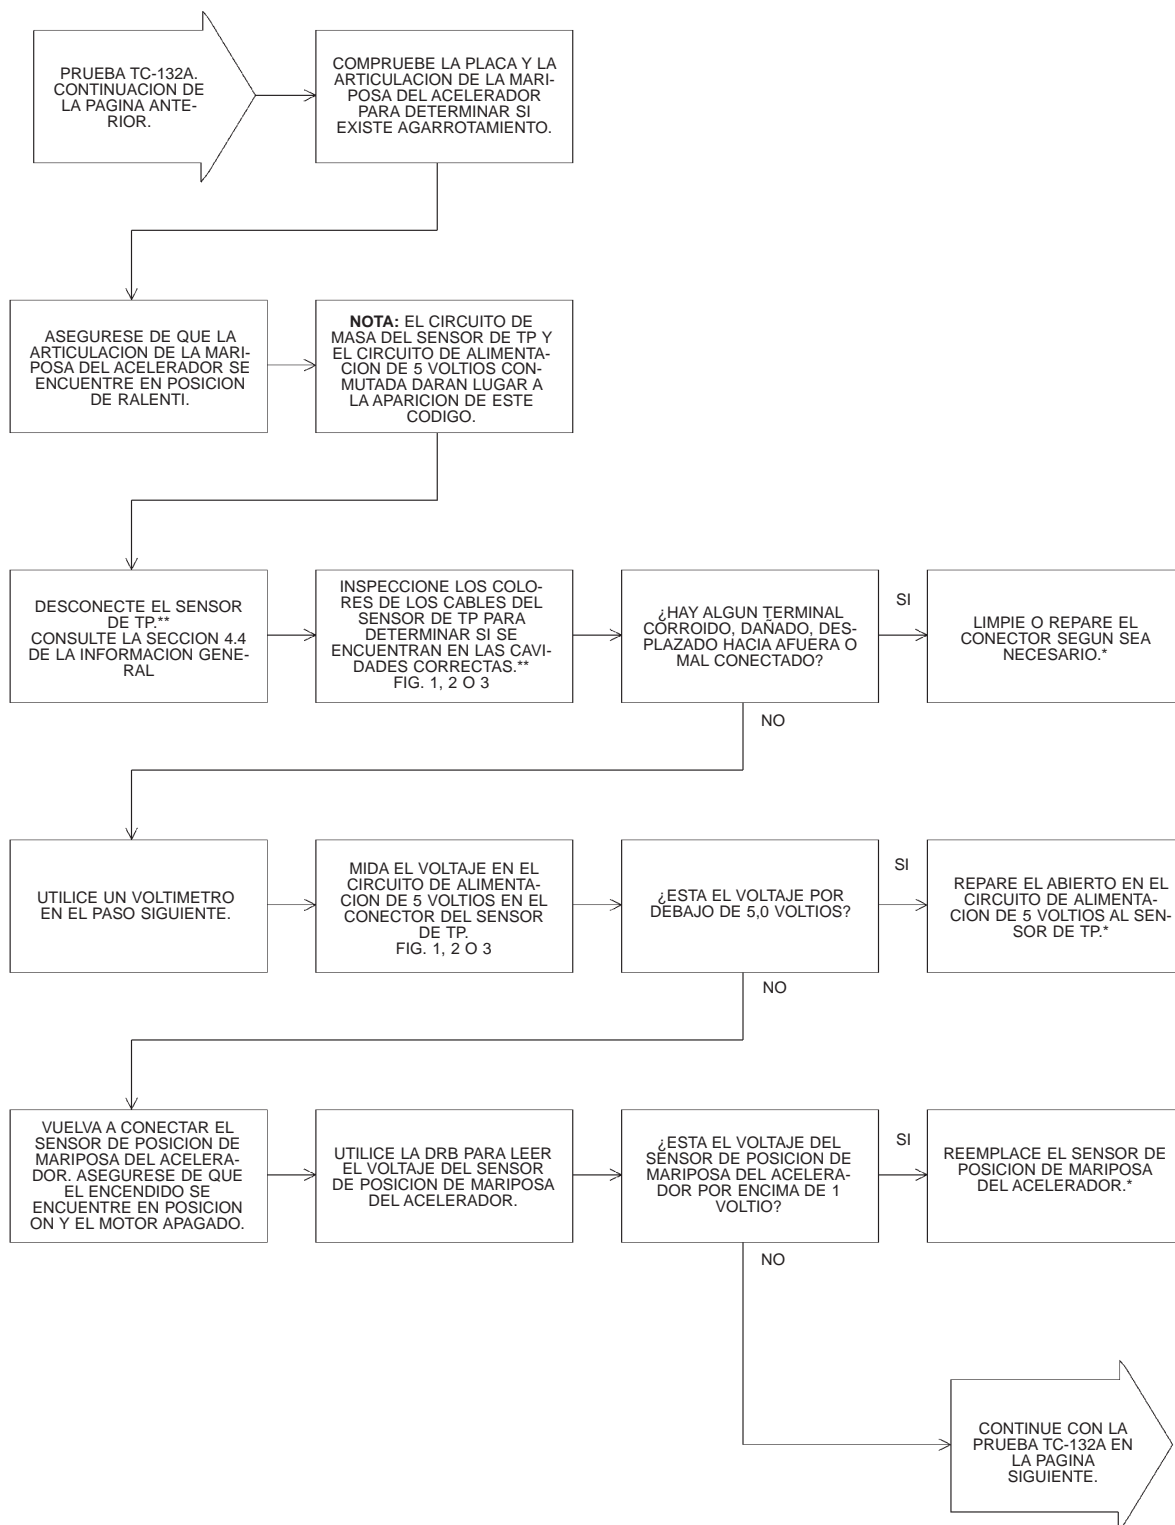 PRUEBA TC-132A.
CONTINUACION DE
LA PAGINA ANTE-
RIOR.
COMPRUEBE LA PLACA Y LA
ARTICULACION DE LA MARI-
POSA DEL ACELERADOR
PARA DETERMINAR SI
EXISTE AGARROTAMIENTO.
ASEGURESE DE QUE LA
ARTICULACION DE LA MARI-
POSA DEL ACELERADOR SE
ENCUENTRE EN POSICION
DE RALENTI.
NOTA: EL CIRCUITO DE
MASA DEL SENSOR DE TP Y
EL CIRCUITO DE ALIMENTA-
CION DE 5 VOLTIOS CON-
MUTADA DARAN LUGAR A
LA APARICION DE ESTE
CODIGO.
DESCONECTE EL SENSOR
DE TP.**
CONSULTE LA SECCION 4.4
DE LA INFORMACION GENE-
RAL
INSPECCIONE LOS COLO-
RES DE LOS CABLES DEL
SENSOR DE TP PARA
DETERMINAR SI SE
ENCUENTRAN EN LAS CAVI-
DADES CORRECTAS.**
FIG. 1, 2 O 3
¿HAY ALGUN TERMINAL
CORROIDO, DAÑADO, DES-
PLAZADO HACIA AFUERA O
MAL CONECTADO?
SI
LIMPIE O REPARE EL
CONECTOR SEGUN SEA
NECESARIO.*
NO
UTILICE UN VOLTIMETRO
EN EL PASO SIGUIENTE.
MIDA EL VOLTAJE EN EL
CIRCUITO DE ALIMENTA-
CION DE 5 VOLTIOS EN EL
CONECTOR DEL SENSOR
DE TP.
FIG. 1, 2 O 3
¿ESTA EL VOLTAJE POR
DEBAJO DE 5,0 VOLTIOS?
SI
REPARE EL ABIERTO EN EL
CIRCUITO DE ALIMENTA-
CION DE 5 VOLTIOS AL SEN-
SOR DE TP.*
NO
VUELVA A CONECTAR EL
SENSOR DE POSICION DE
MARIPOSA DEL ACELERA-
DOR. ASEGURESE DE QUE
EL ENCENDIDO SE
ENCUENTRE EN POSICION
ON Y EL MOTOR APAGADO.
UTILICE LA DRB PARA LEER
EL VOLTAJE DEL SENSOR
DE POSICION DE MARIPOSA
DEL ACELERADOR.
¿ESTA EL VOLTAJE DEL
SENSOR DE POSICION DE
MARIPOSA DEL ACELERA-
DOR POR ENCIMA DE 1
VOLTIO?
SI
REEMPLACE EL SENSOR DE
POSICION DE MARIPOSA
DEL ACELERADOR.*
NO
CONTINUE CON LA
PRUEBA TC-132A EN
LA PAGINA
SIGUIENTE.